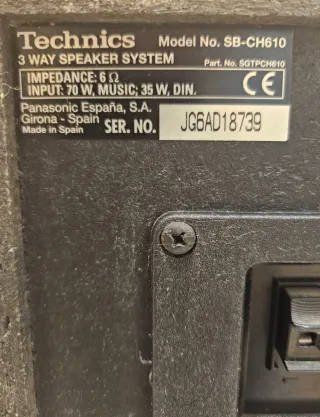 Technics Model No. SB-CH610
3 WAY SPEAKER SYSTEM Part. No. SGTPCH610
IMPEDANCE: 6 Ω
INPUT: 70 W, MUSIC; 35 W, DIN. CE
Panasonic España, S.A.
Girona - Spain
Made in Spain SER. NO. JG6AD18739